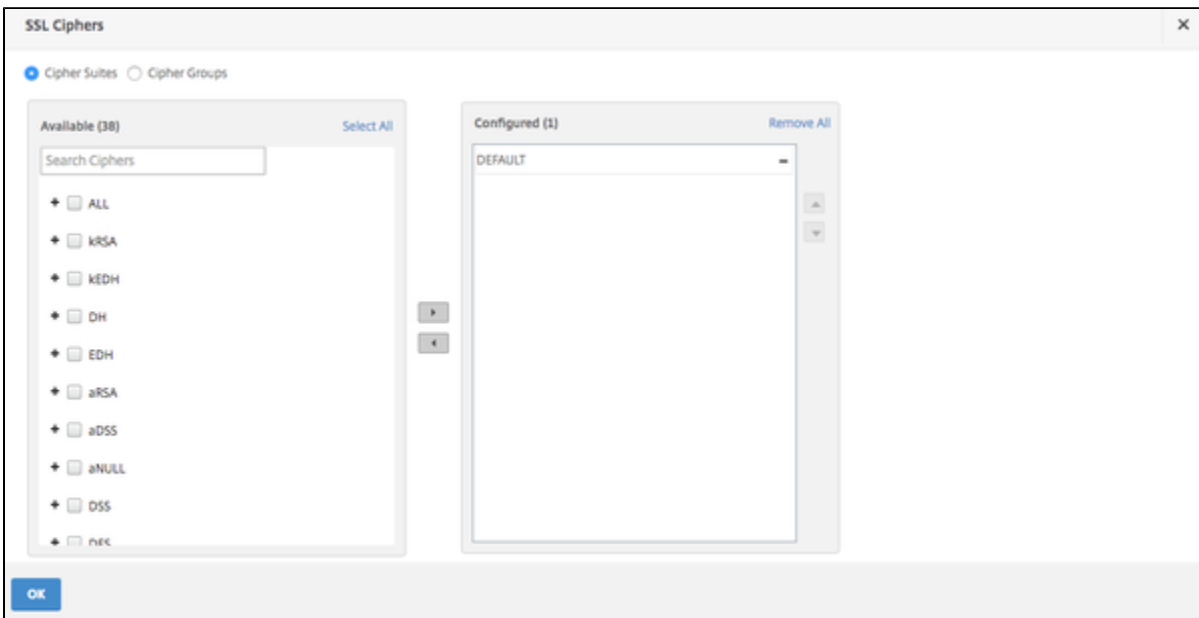 SSL Ciphers
Cipher Suites Cipher Groups
Available (38) Select All
Search Ciphers
ALL
kRSA
kEDH
DH
EDH
aRSA
aDSS
aNULL
DSS
DES
Configured (1) Remove All
DEFAULT
OK